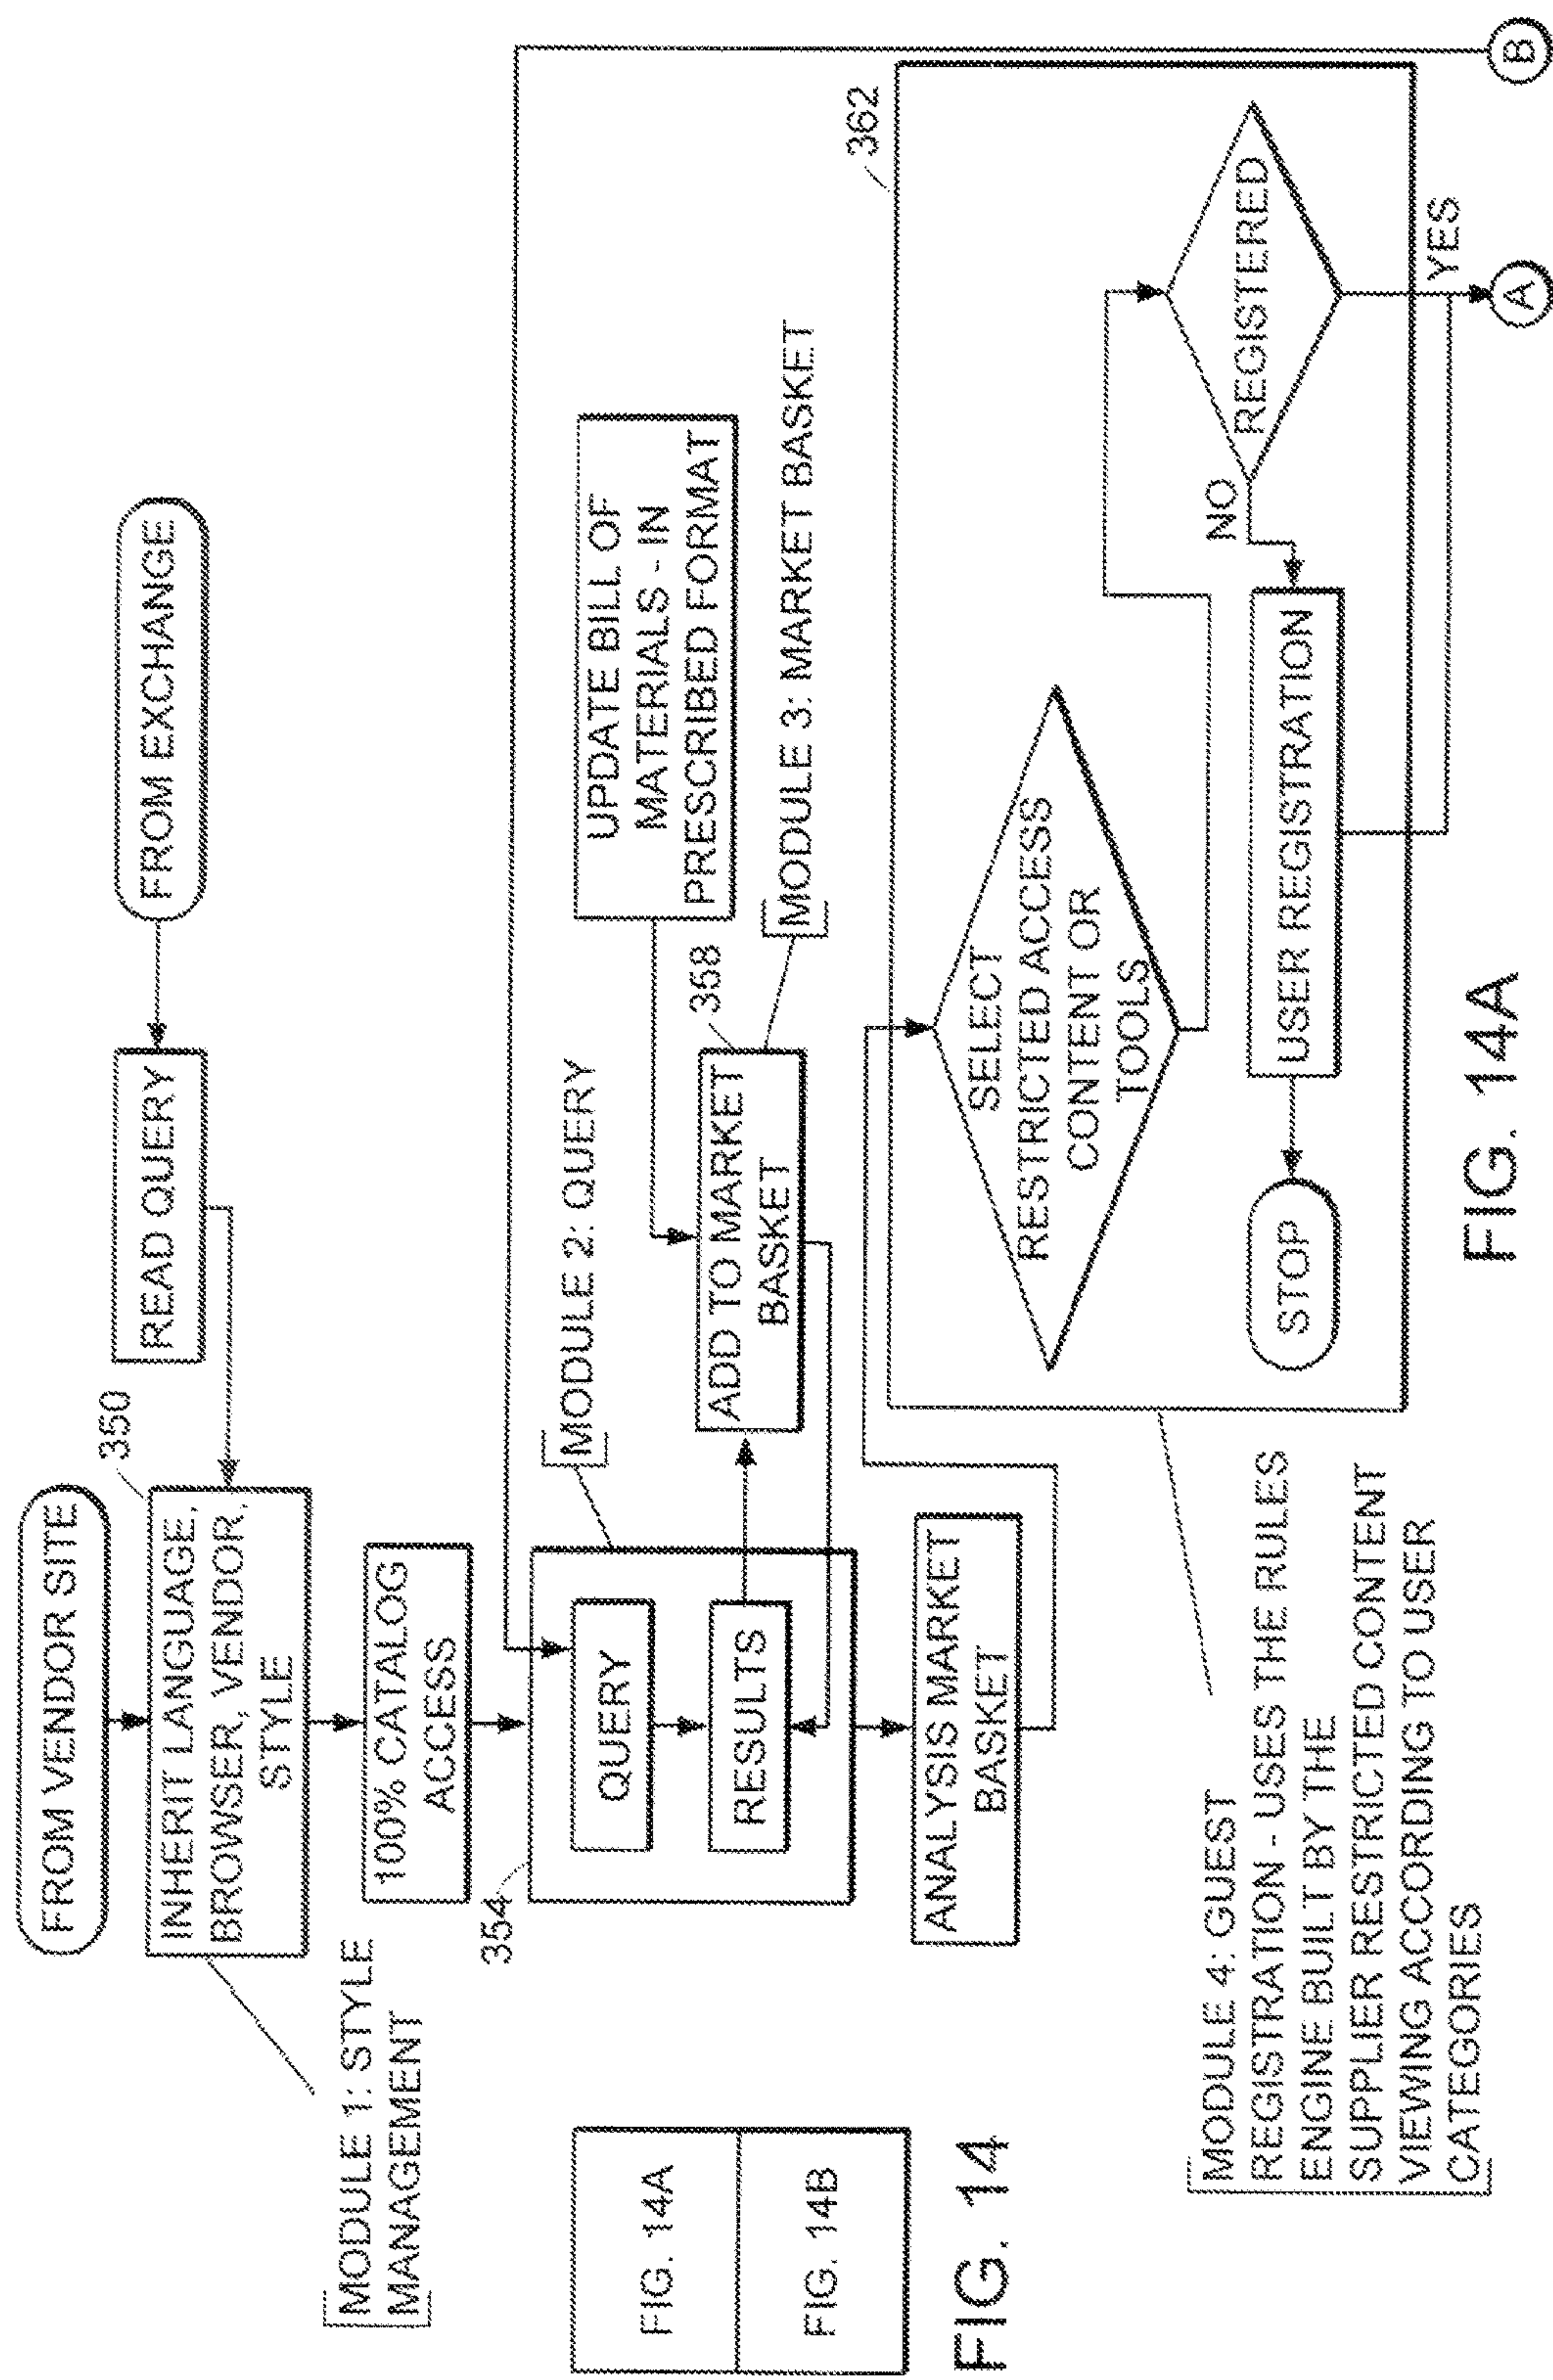 FROM VENDOR SITE
FROM EXCHANGE
350
READ QUERY
INHERIT LANGUAGE,
BROWSER, VENDOR,
STYLE
MODULE 1: STYLE
MANAGEMENT
100% CATALOG
ACCESS
354
MODULE 2: QUERY
QUERY
RESULTS
UPDATE BILL OF
MATERIALS - IN
PRESCRIBED FORMAT
358
ADD TO MARKET
BASKET
MODULE 3: MARKET BASKET
ANALYSIS MARKET
BASKET
362
SELECT
RESTRICTED ACCESS
CONTENT OR
TOOLS
REGISTERED
NO
YES
USER REGISTRATION
STOP
MODULE 4: GUEST
REGISTRATION - USES THE RULES
ENGINE BUILT BY THE
SUPPLIER RESTRICTED CONTENT
VIEWING ACCORDING TO USER
CATEGORIES
A
B
FIG. 14A
FIG. 14B
FIG. 14
FIG. 14A